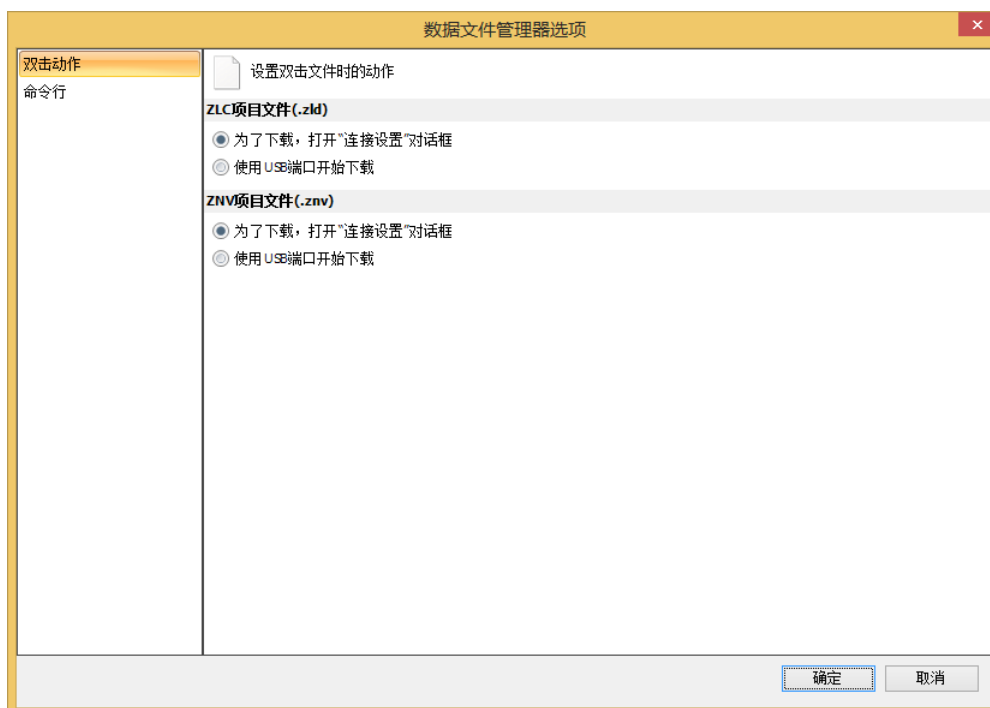 数据文件管理器选项
双击动作
命令行
设置双击文件时的动作
ZLC项目文件(.zld)
为了下载，打开"连接设置"对话框
使用USB端口开始下载
ZNV项目文件(.znv)
为了下载，打开"连接设置"对话框
使用USB端口开始下载
确定
取消